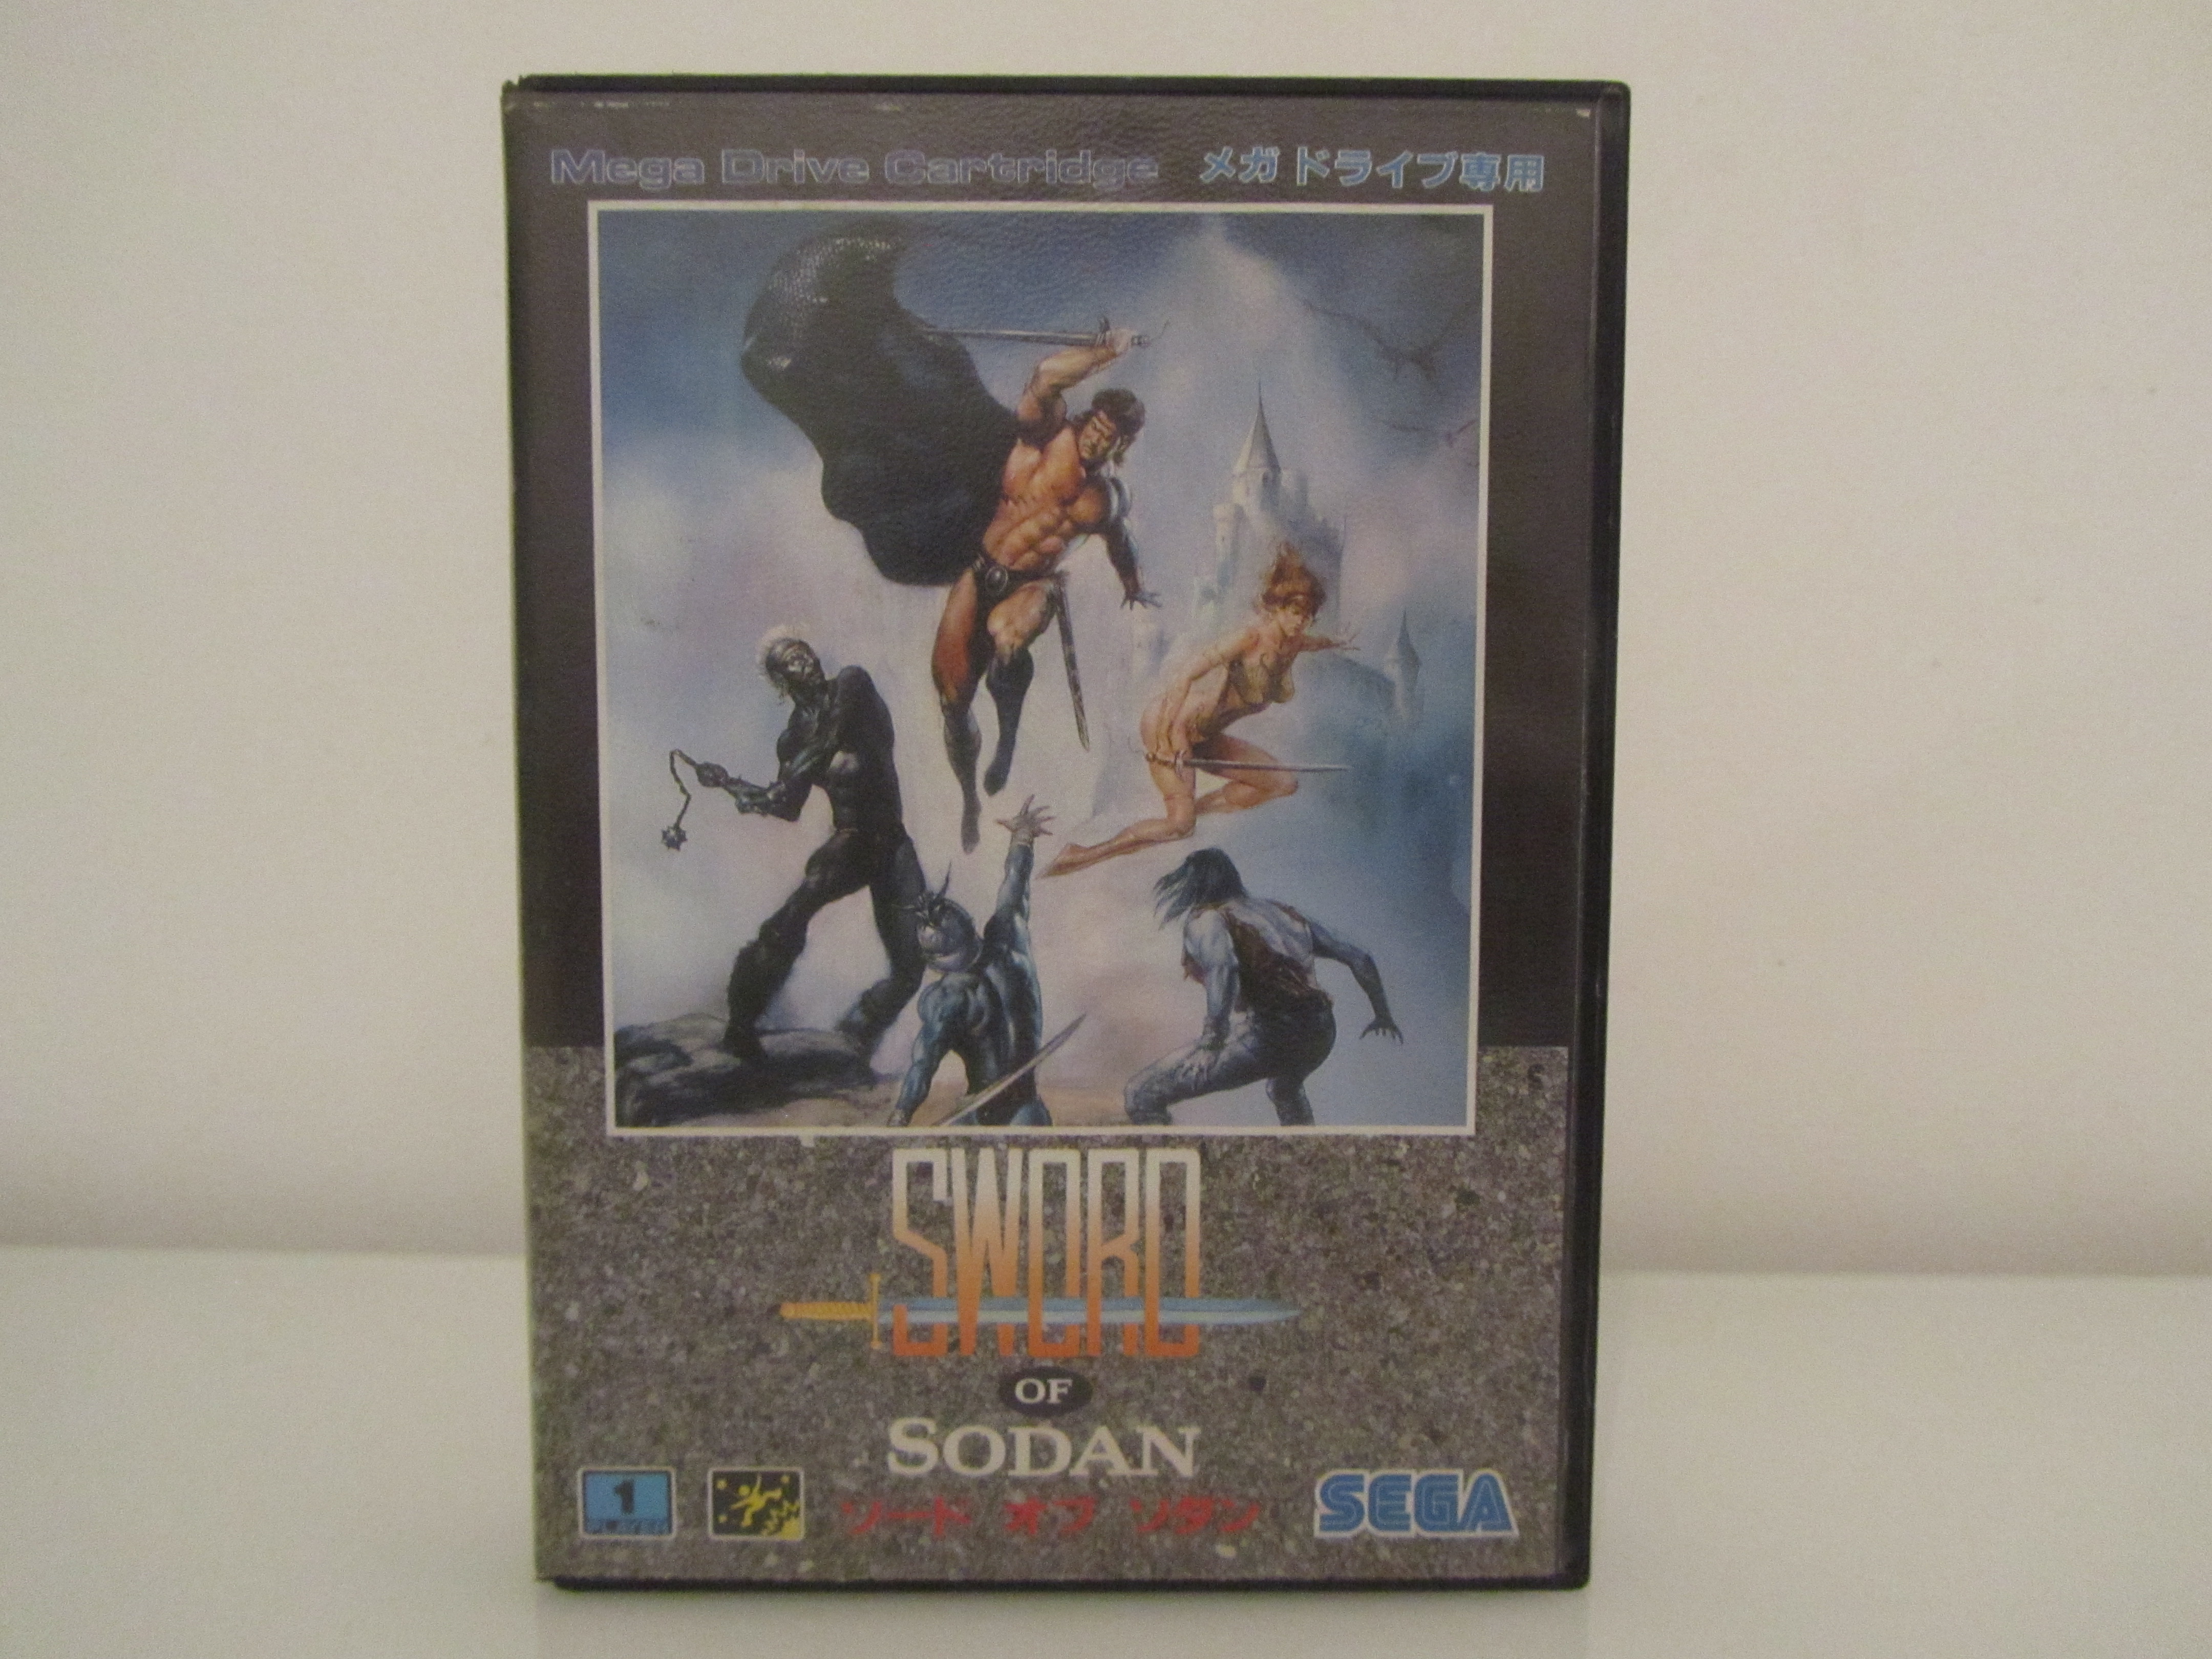 Mega Drive Cartridge メガドライブ専用
SWORD
OF
SODAN
1
PLAYER
ソード オブ ソダン
SEGA